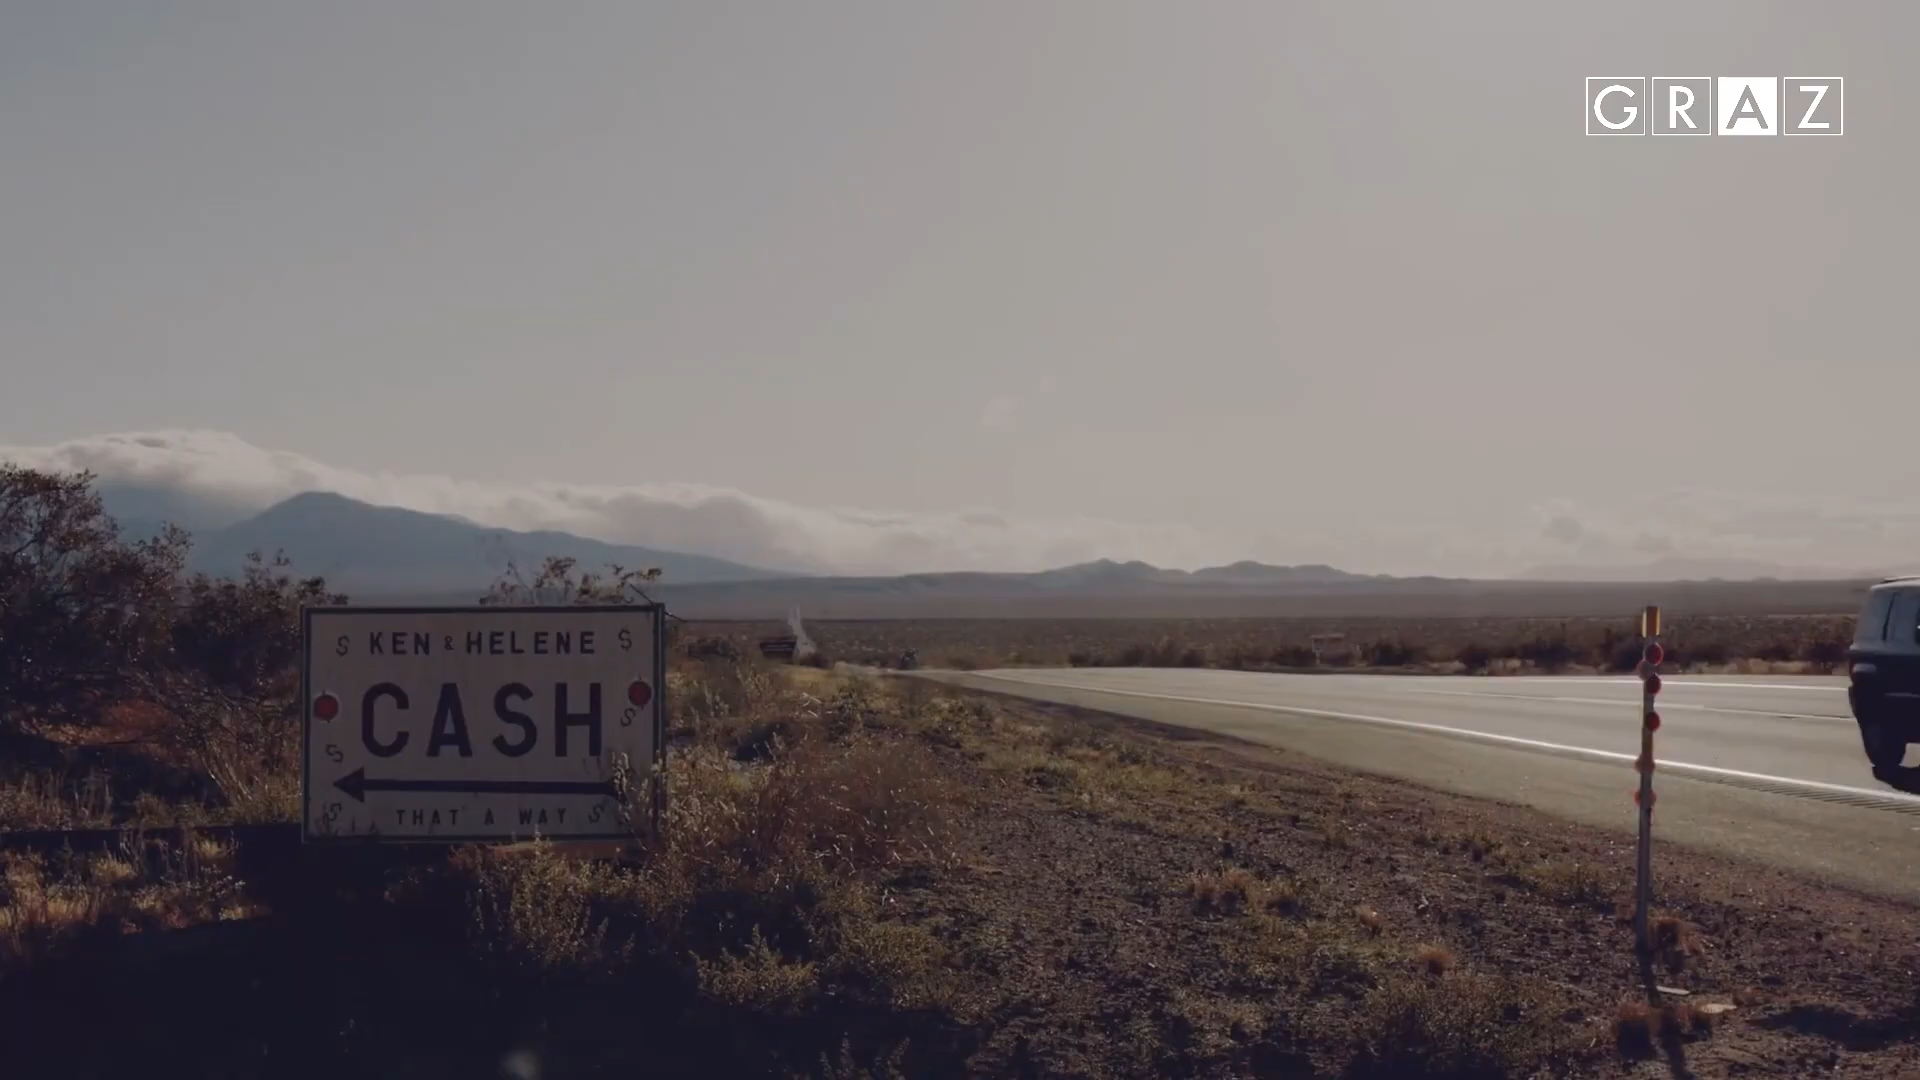 GRAZ
$ KEN & HELENE $
CASH
$
$
THAT A WAY $
$